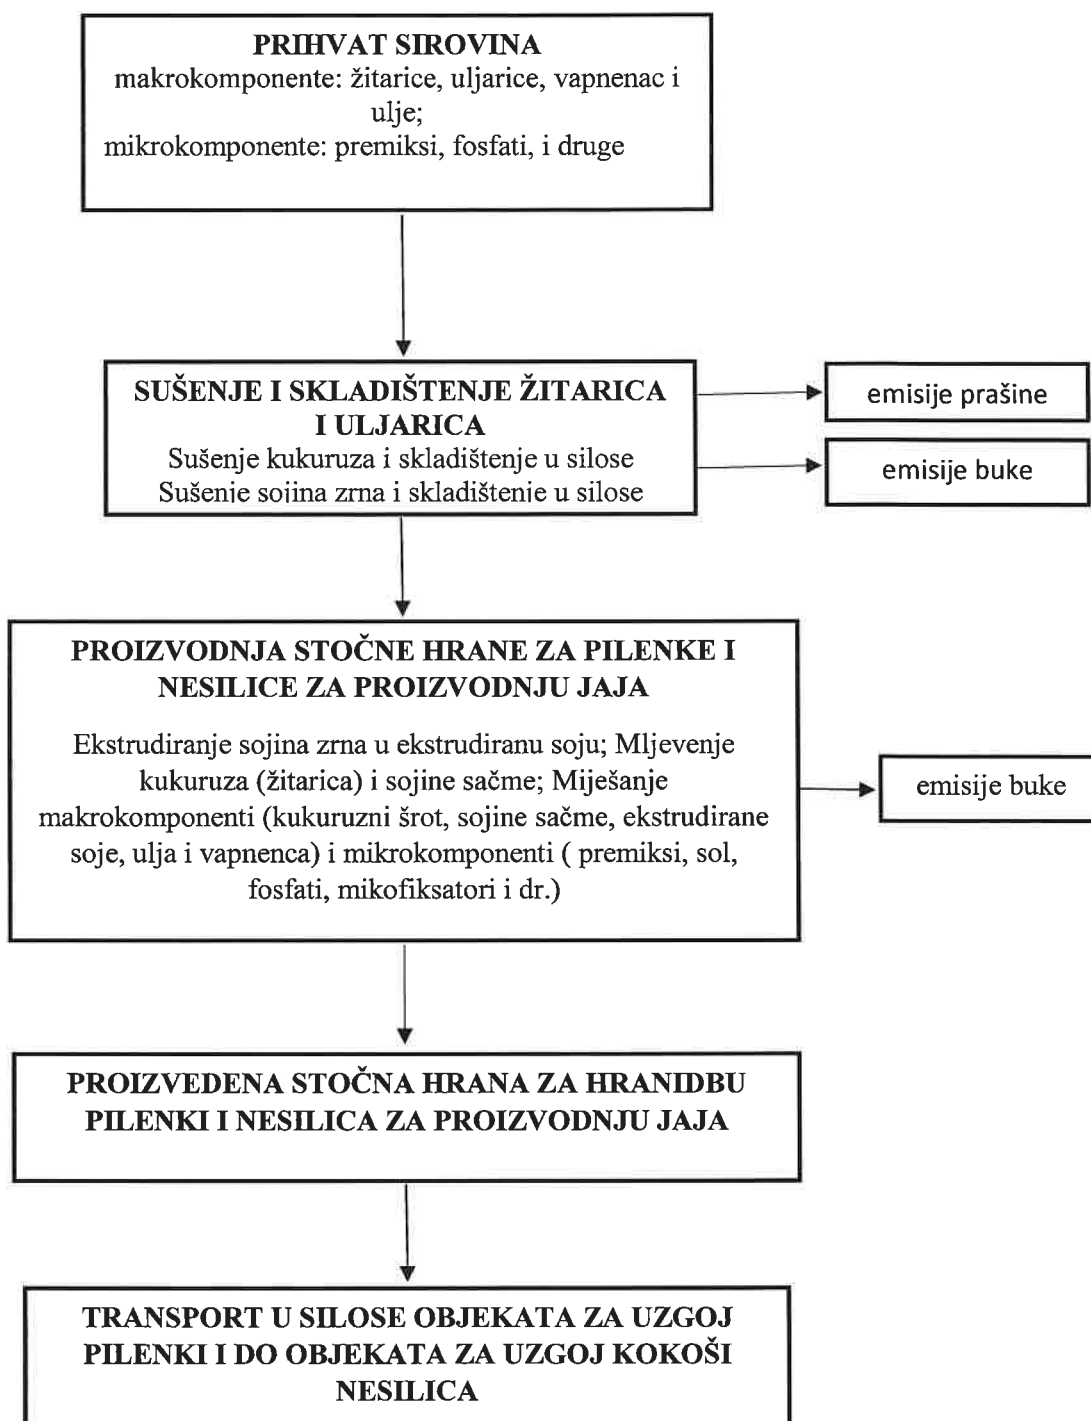 PRIHVAT SIROVINA
makrokomponente: žitarice, uljarice, vapnenac i
ulje;
mikrokomponente: premiksi, fosfati, i druge
SUŠENJE I SKLADIŠTENJE ŽITARICA
I ULJARICA
Sušenje kukuruza i skladištenje u silose
Sušenje sojina zrna i skladištenje u silose
emisije prašine
emisije buke
PROIZVODNJA STOČNE HRANE ZA PILENKE I
NESILICE ZA PROIZVODNJU JAJA
Ekstrudiranje sojina zrna u ekstrudiranu soju; Mljevenje
kukuruza (žitarica) i sojine sačme; Miješanje
makrokomponenti (kukuruzni šrot, sojine sačme, ekstrudirane
soje, ulja i vapnenca) i mikrokomponenti ( premiksi, sol,
fosfati, mikofiksatori i dr.)
emisije buke
PROIZVEDENA STOČNA HRANA ZA HRANIDBU
PILENKI I NESILICA ZA PROIZVODNJU JAJA
TRANSPORT U SILOSE OBJEKATA ZA UZGOJ
PILENKI I DO OBJEKATA ZA UZGOJ KOKOŠI
NESILICA